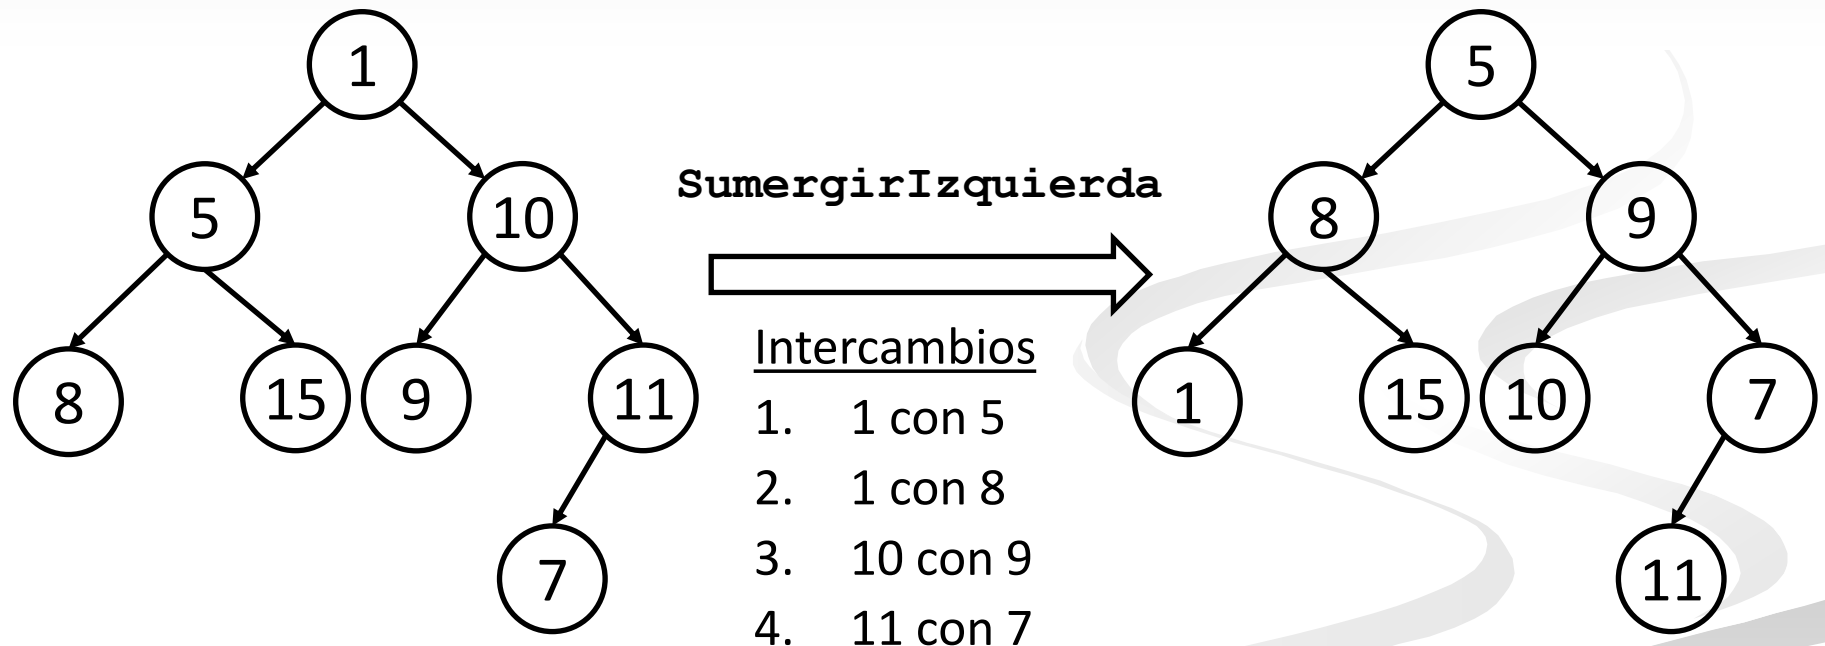 1
5
10
8
15
9
11
7
SumergirIzquierda
Intercambios
1. 1 con 5
2. 1 con 8
3. 10 con 9
4. 11 con 7
5
8
9
1
15
10
7
11